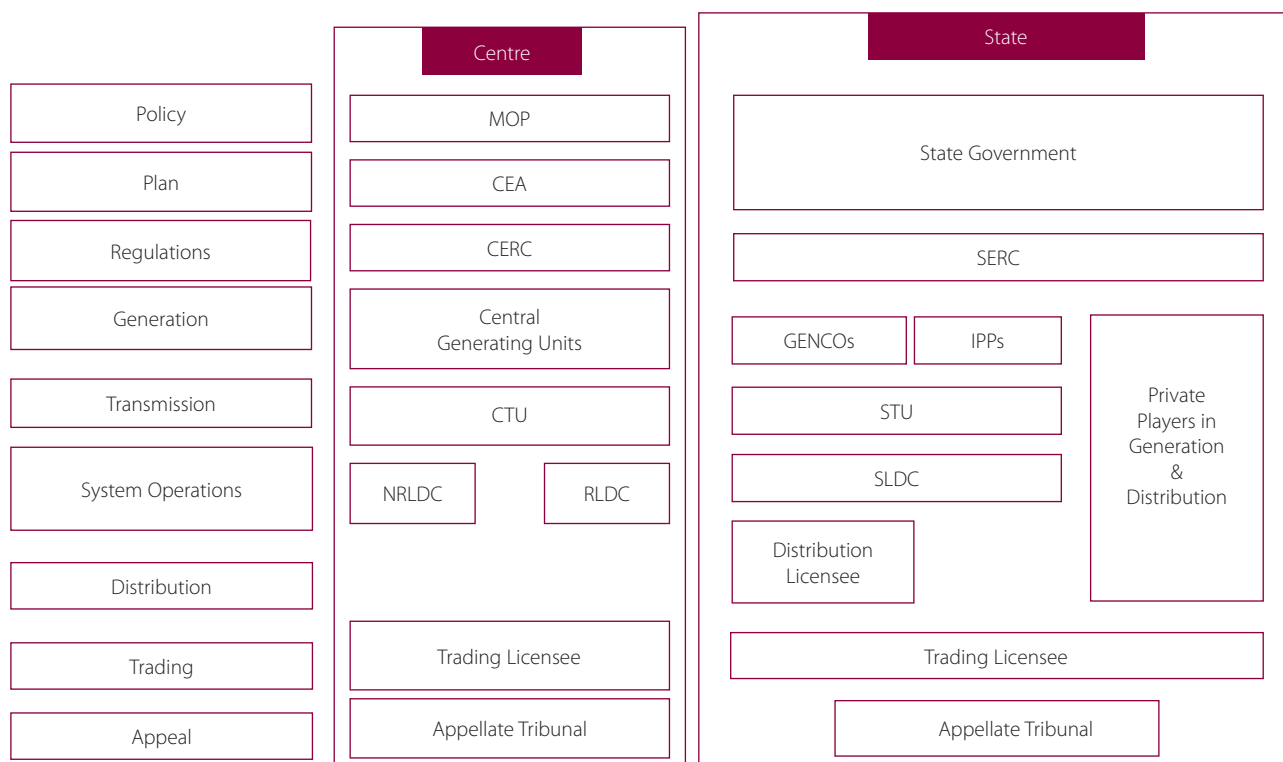 Centre
State
Policy
MOP
State Government
Plan
CEA
Regulations
CERC
SERC
Generation
Central
Generating Units
GENCOs
IPPs
Private
Players in
Generation
&
Distribution
Transmission
CTU
STU
System Operations
NRLDC
RLDC
SLDC
Distribution
Distribution
Licensee
Trading
Trading Licensee
Trading Licensee
Appeal
Appellate Tribunal
Appellate Tribunal